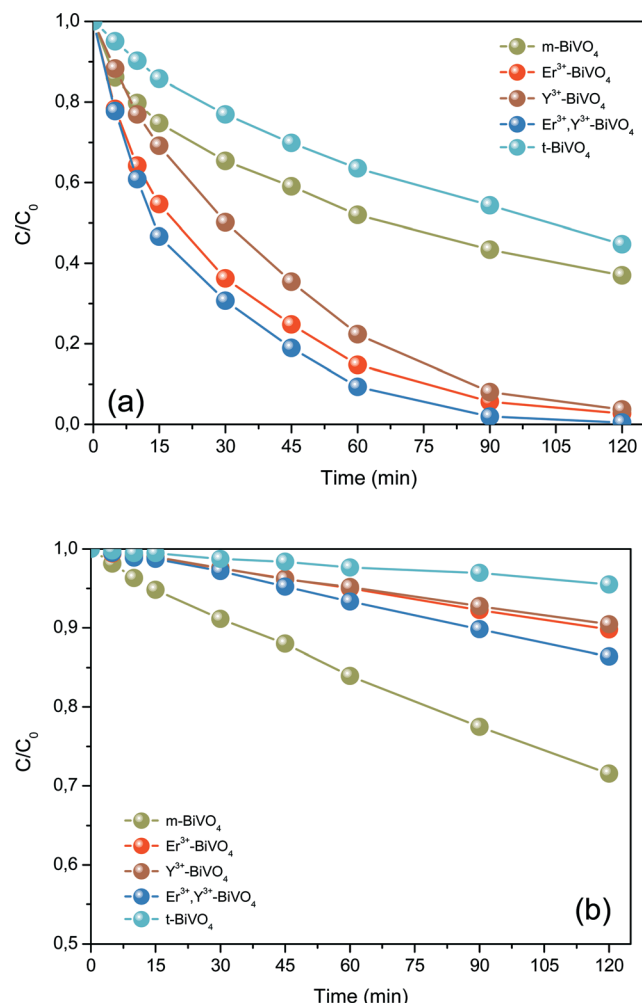 1,0
0,8
0,6
0,4
0,2
0,0
C/C₀
m-BiVO₄
Er³⁺-BiVO₄
Y³⁺-BiVO₄
Er³⁺,Y³⁺-BiVO₄
t-BiVO₄
(a)
0 15 30 45 60 75 90 105 120
Time (min)
1,0
0,9
0,8
0,7
0,6
0,5
C/C₀
m-BiVO₄
Er³⁺-BiVO₄
Y³⁺-BiVO₄
Er³⁺,Y³⁺-BiVO₄
t-BiVO₄
(b)
0 15 30 45 60 75 90 105 120
Time (min)